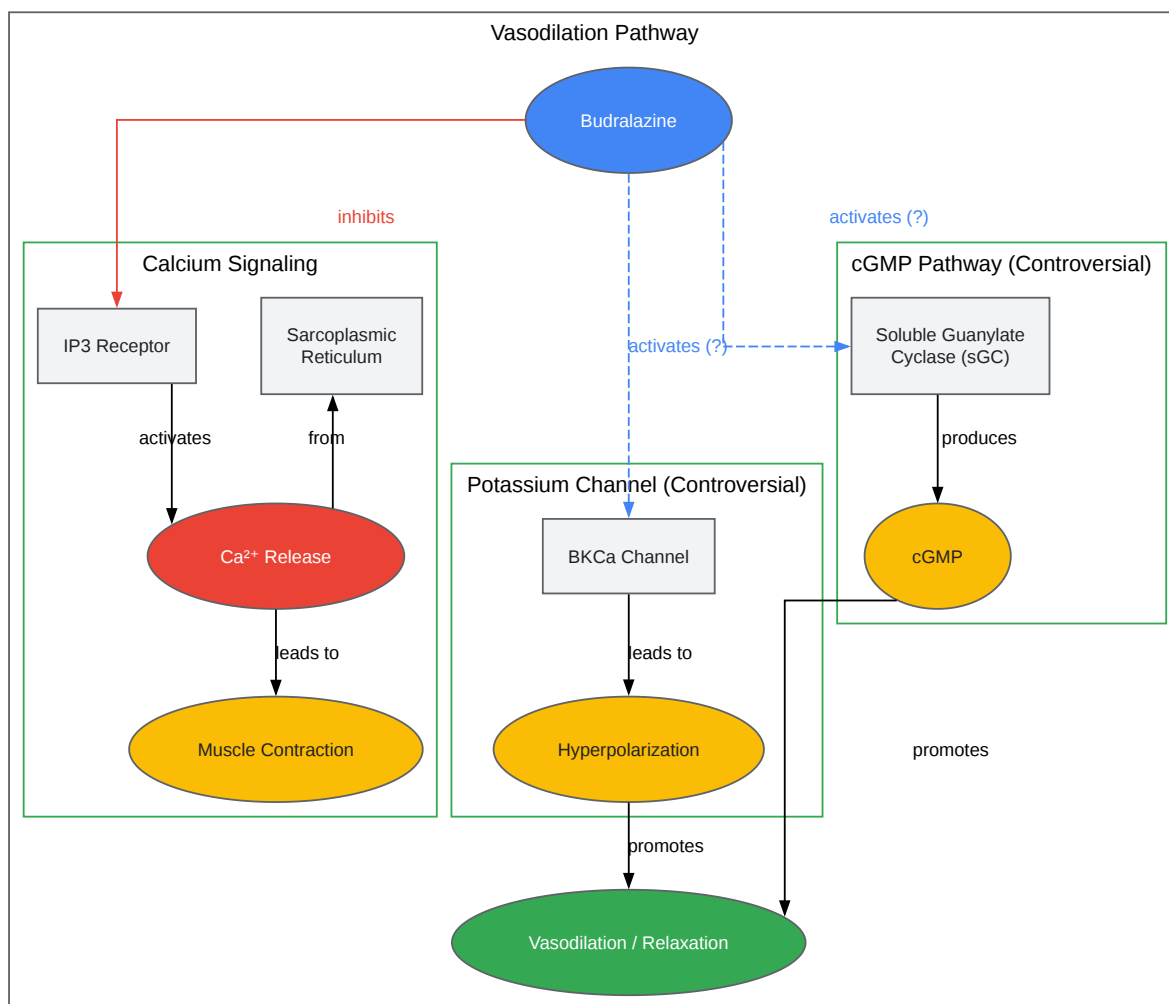 Vasodilation Pathway
Budralazine
inhibits
activates (?)
Calcium Signaling
cGMP Pathway (Controversial)
IP3 Receptor
Sarcoplasmic
Reticulum
activates (?)
Soluble Guanylate
Cyclase (sGC)
activates
from
produces
Potassium Channel (Controversial)
Ca²⁺ Release
BKCa Channel
cGMP
leads to
leads to
Muscle Contraction
Hyperpolarization
promotes
promotes
Vasodilation / Relaxation